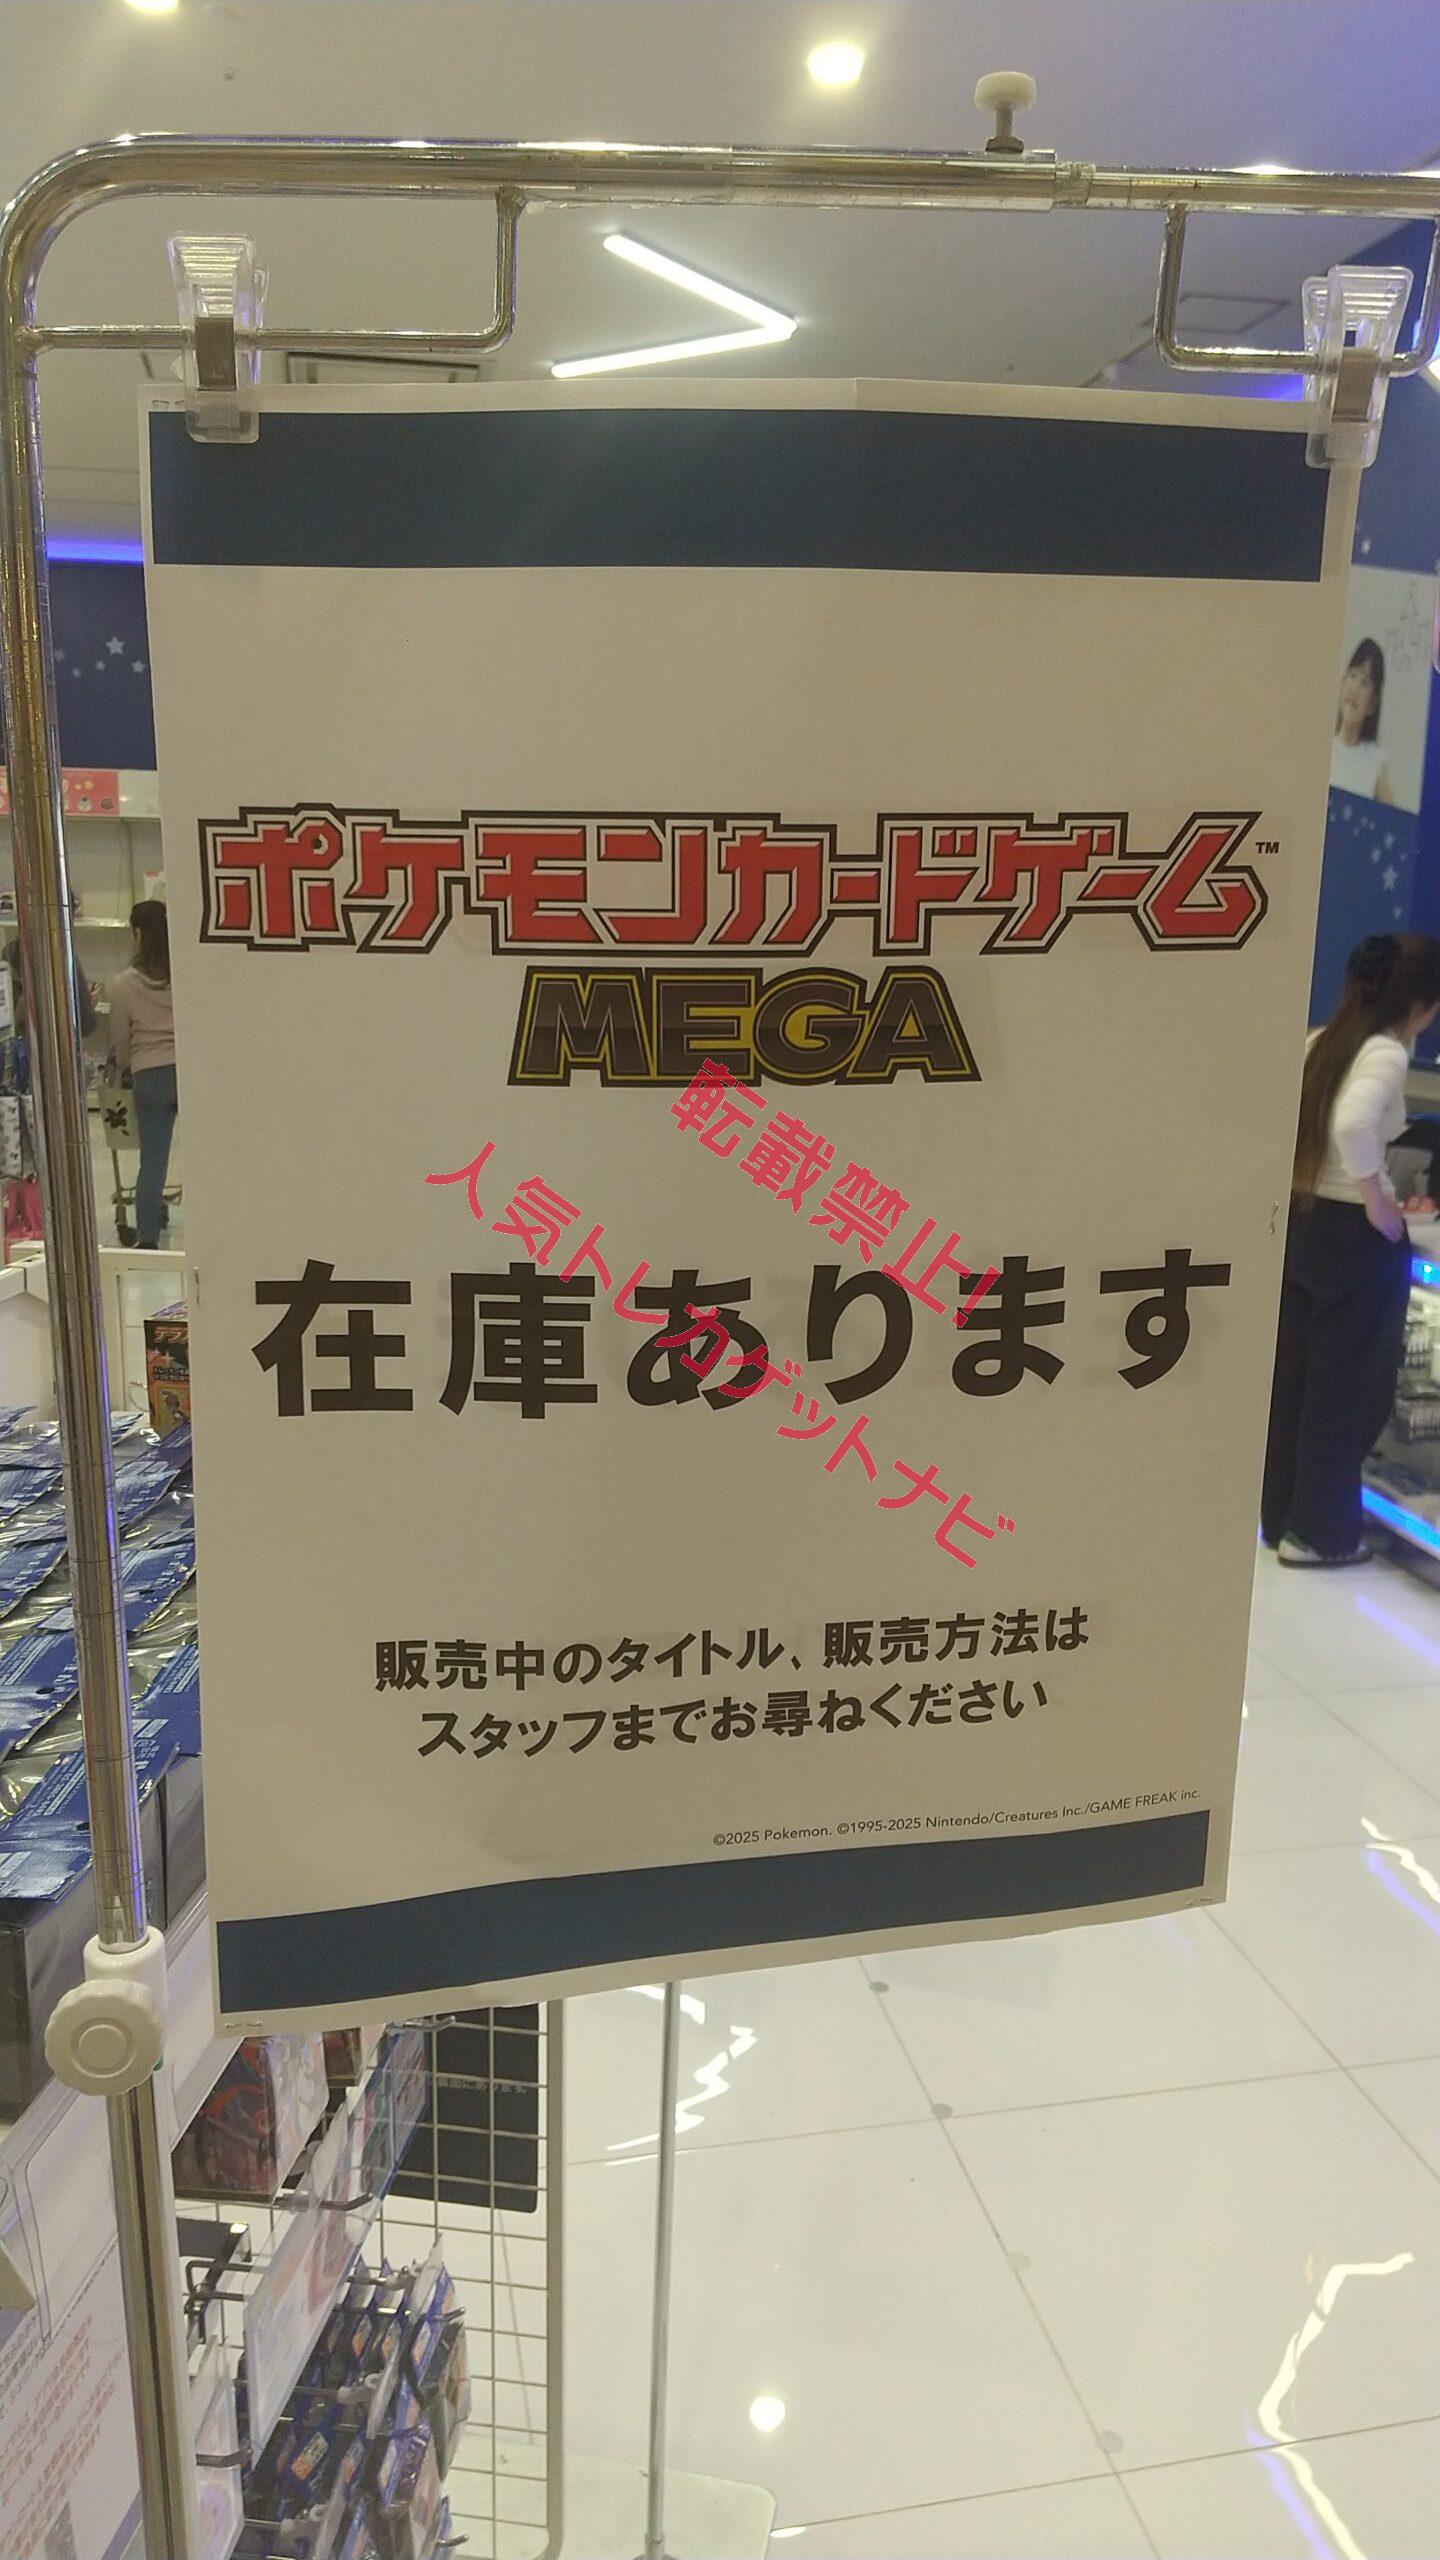 ポケモンカードゲーム™
MEGA
転載禁止!
人気トヒカゲットナビ
在庫あります
販売中のタイトル、販売方法は
スタッフまでお尋ねください
©2025 Pokemon. ©1995-2025 Nintendo/Creatures Inc./GAME FREAK inc.